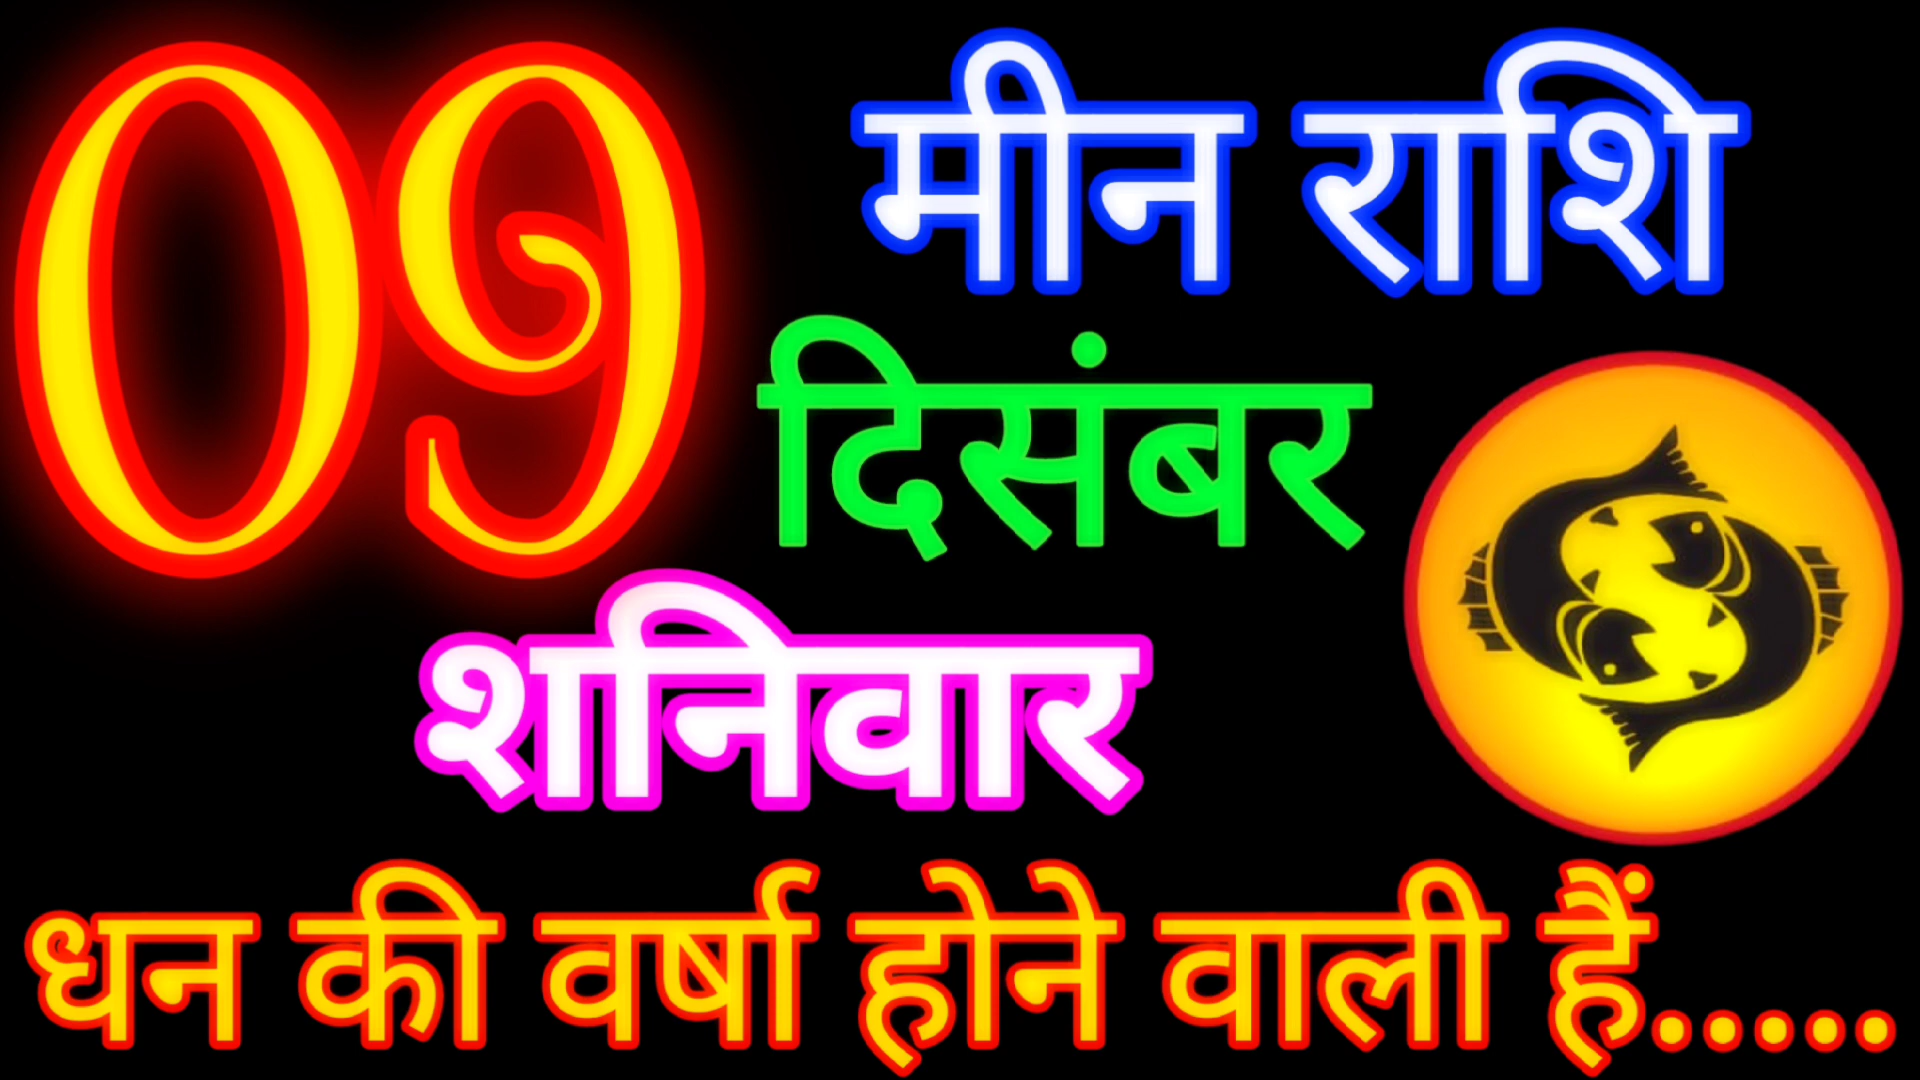 09
मीन राशि
दिसंबर
शनिवार
धन की वर्षा होने वाली हैं.....